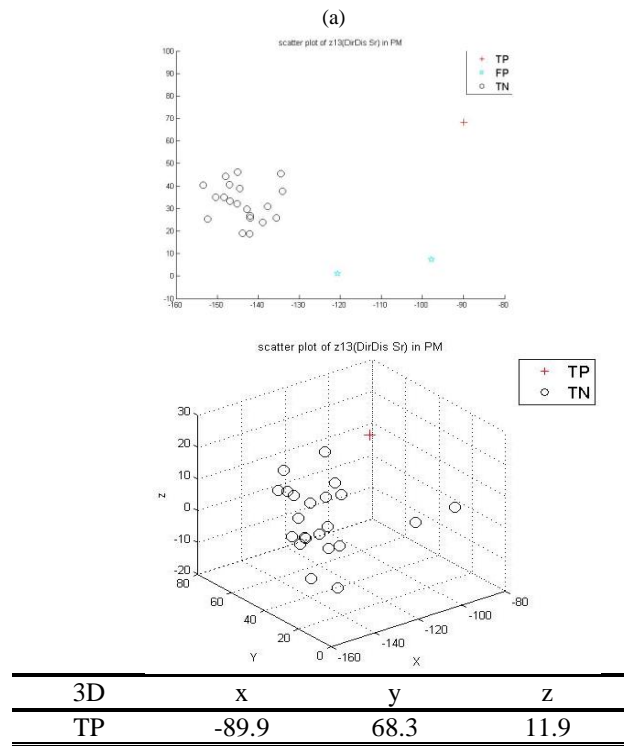 (a)
scatter plot of z13(DirDis Sr) in PM
TP
FP
TN
100
90
80
70
60
50
40
30
20
10
0
-10
-160 -150 -140 -130 -120 -110 -100 -90 -80
scatter plot of z13(DirDis Sr) in PM
TP
TN
30
20
10
0
-10
-20
z
80
60
40
20
0
Y
-160
-140
-120
-100
-80
X
3D x y z
TP -89.9 68.3 11.9